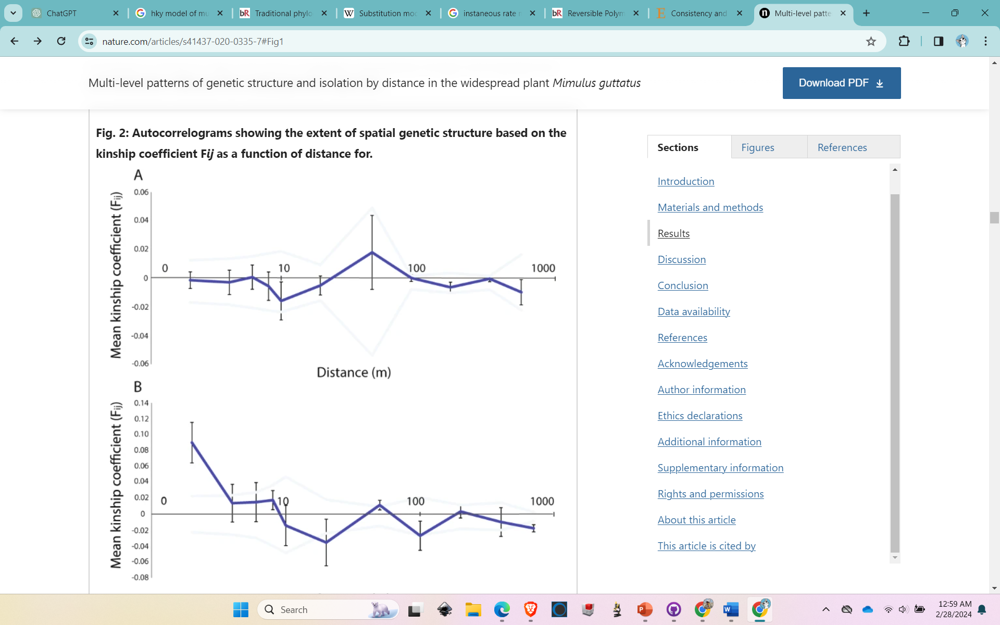 ChatGPT
hky model of mu
Traditional phylo
Substitution mod
instaneous rate
Reversible Polym
Consistency and
Multi-level patte
nature.com/articles/s41437-020-0335-7#Fig1
Multi-level patterns of genetic structure and isolation by distance in the widespread plant Mimulus guttatus
Download PDF
Fig. 2: Autocorrelograms showing the extent of spatial genetic structure based on the
kinship coefficient Fij as a function of distance for.
A
Mean kinship coefficient (Fij)
0.06
0.04
0.02
0
-0.02
-0.04
-0.06
0 10 100 1000
Distance (m)
B
Mean kinship coefficient (Fij)
0.14
0.12
0.10
0.08
0.06
0.04
0.02
0
-0.02
-0.04
-0.06
-0.08
0 10 100 1000
Sections
Figures
References
Introduction
Materials and methods
Results
Discussion
Conclusion
Data availability
References
Acknowledgements
Author information
Ethics declarations
Additional information
Supplementary information
Rights and permissions
About this article
This article is cited by
Search
12:59 AM
2/28/2024